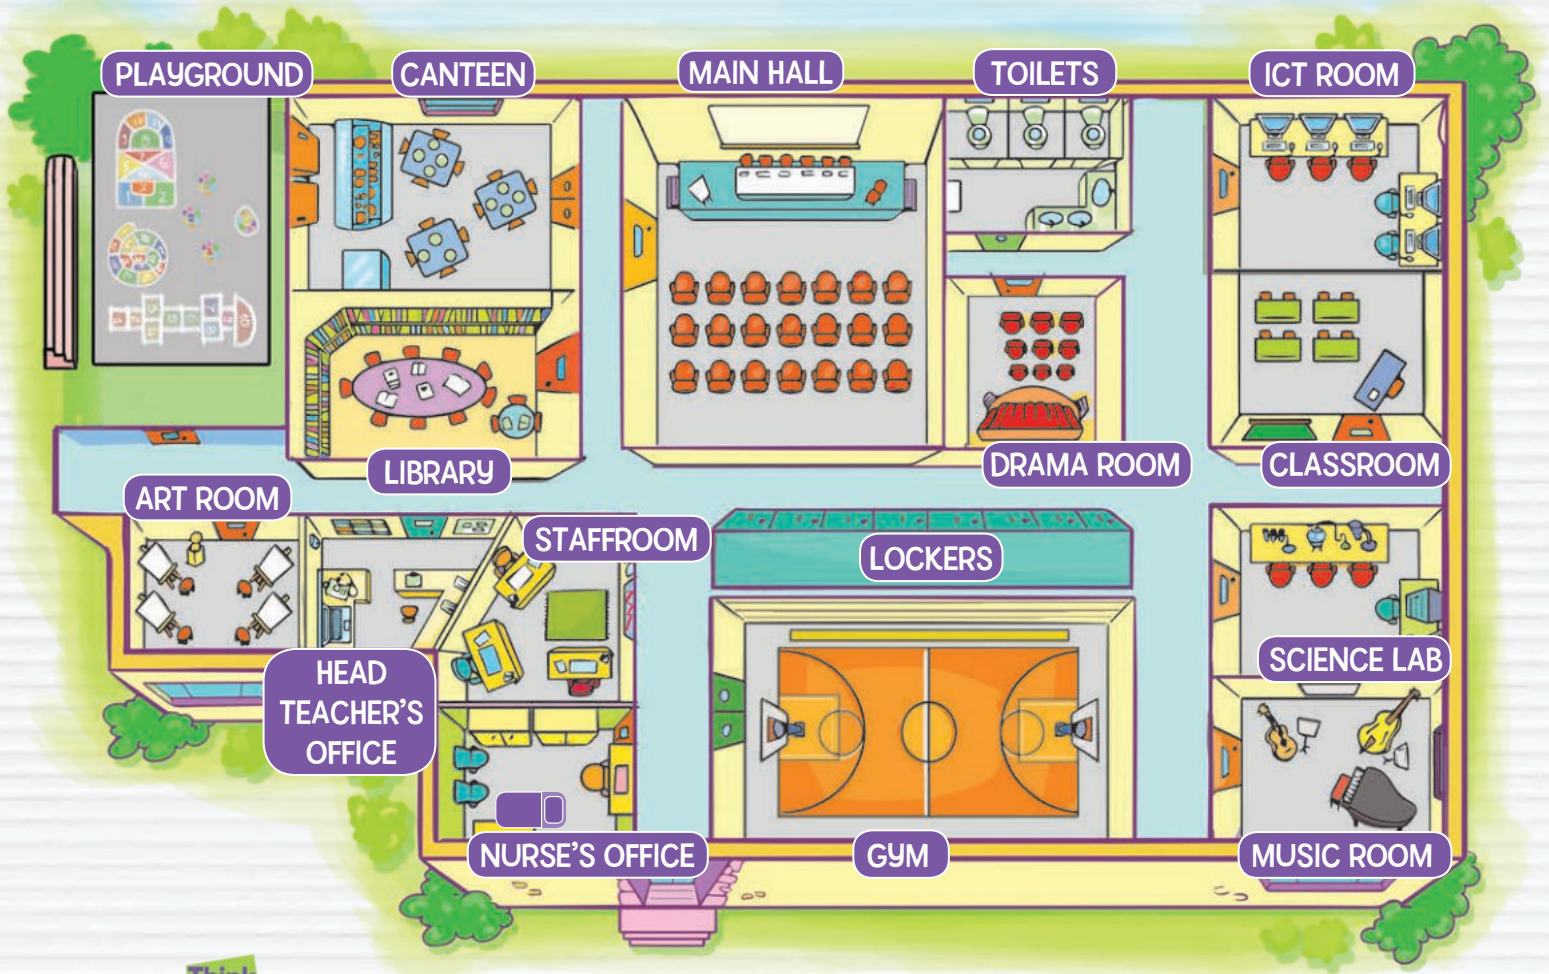 PLAYGROUND
CANTEEN
MAIN HALL
TOILETS
ICT ROOM
LIBRARY
DRAMA ROOM
CLASSROOM
ART ROOM
STAFFROOM
LOCKERS
HEAD
TEACHER'S
OFFICE
SCIENCE LAB
NURSE'S OFFICE
GYM
MUSIC ROOM
Think